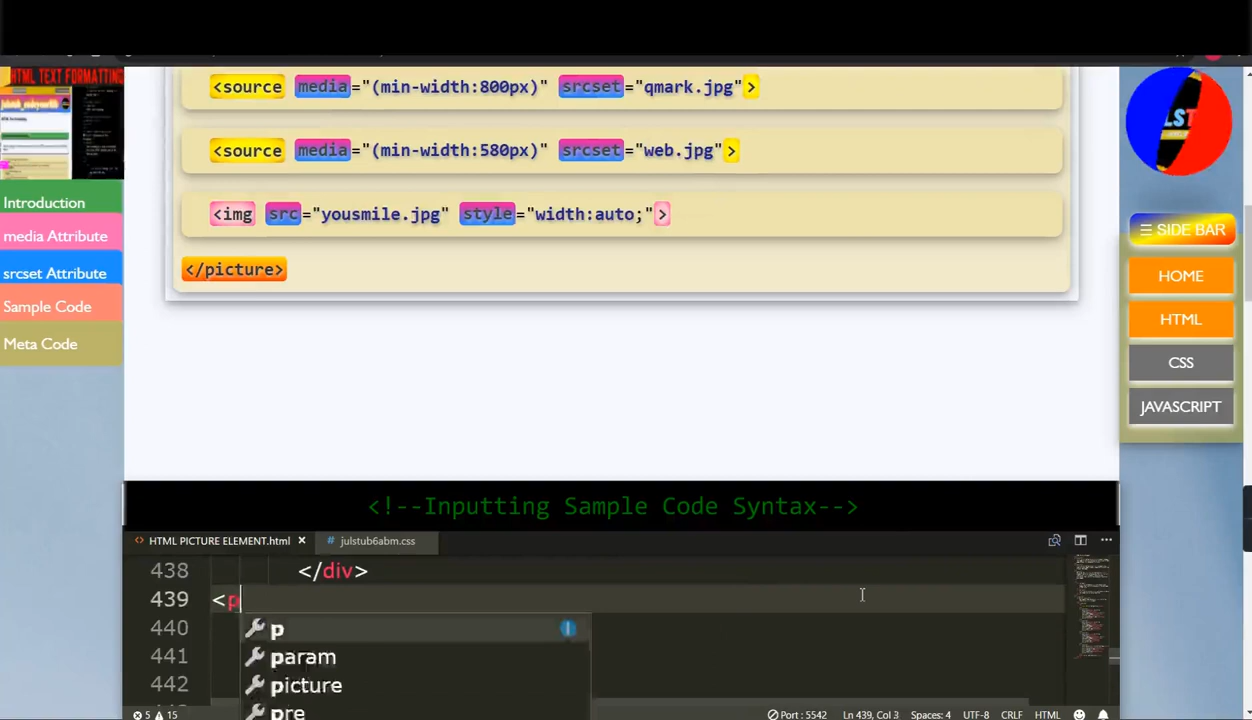 HTML TEXT FORMATTING
<source media="(min-width:800px)" srcset="qmark.jpg">
<source media="(min-width:580px)" srcset="web.jpg">
<img src="yousmile.jpg" style="width:auto;">
</picture>
Introduction
media Attribute
srcset Attribute
Sample Code
Meta Code
☰ SIDE BAR
HOME
HTML
CSS
JAVASCRIPT
<!--Inputting Sample Code Syntax-->
<> HTML PICTURE ELEMENT.html × # julstub6abm.css ...
438 </div>
439 <p
440 p
441 param
442 picture
pre
5 15 Port : 5542 Ln 439, Col 3 Spaces: 4 UTF-8 CRLF HTML